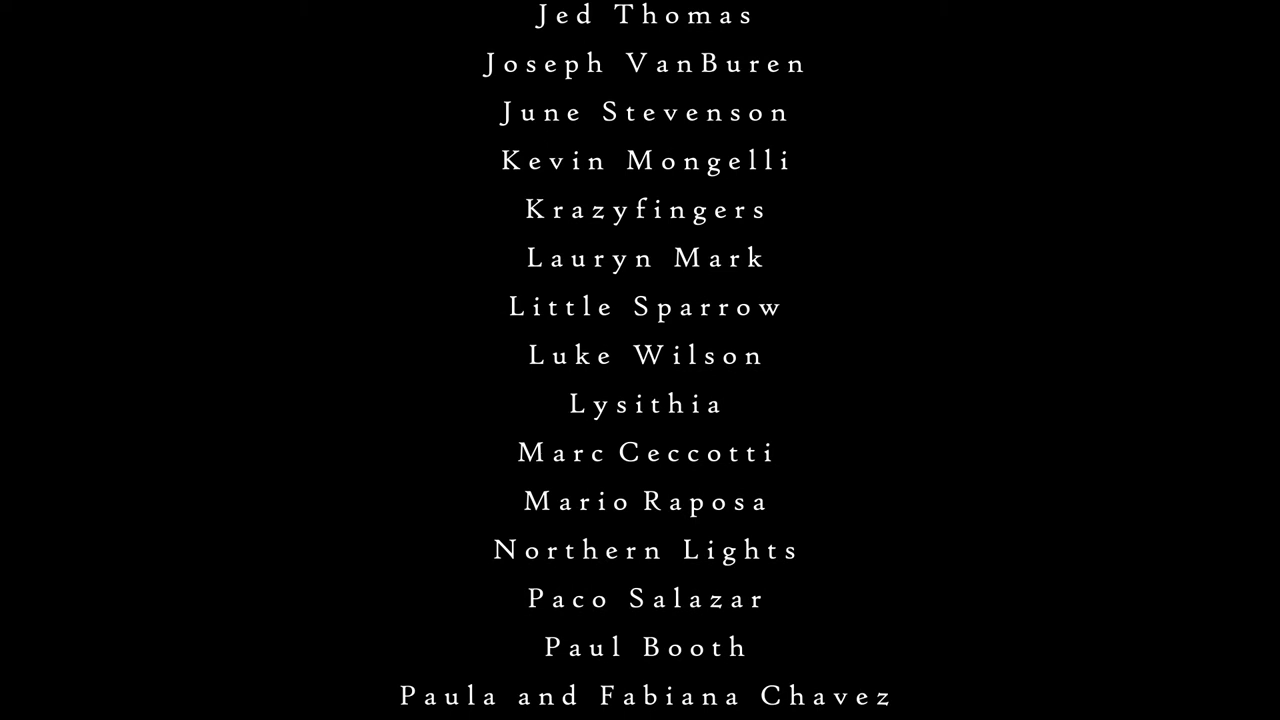 Jed Thomas
Joseph VanBuren
June Stevenson
Kevin Mongelli
Krazyfingers
Lauryn Mark
Little Sparrow
Luke Wilson
Lysithia
Marc Ceccotti
Mario Raposa
Northern Lights
Paco Salazar
Paul Booth
Paula and Fabiana Chavez